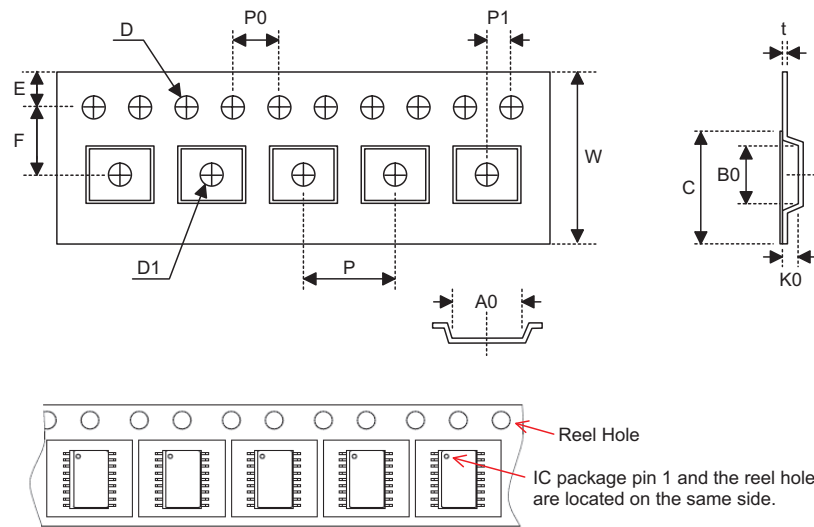 D
P0
P1
t
E
F
W
C
B0
D1
P
K0
A0
Reel Hole
IC package pin 1 and the reel hole
are located on the same side.